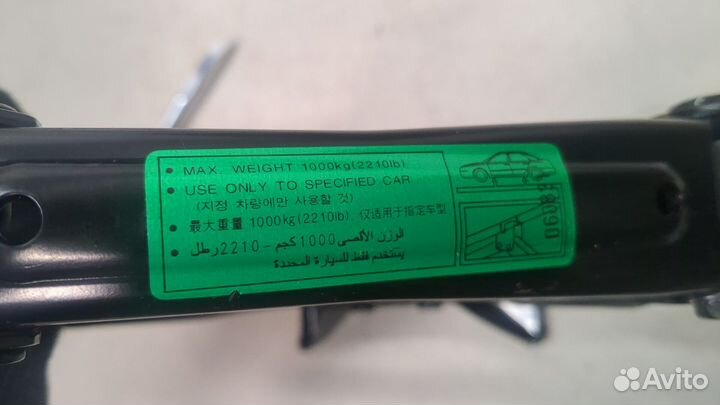 • MAX. WEIGHT 1000kg(2210lb)
• USE ONLY TO SPECIFIED CAR
(지정 차량에만 사용할 것)
• 最大重量 1000kg(2210lb), 仅适用于指定车型
• الوزن الأقصى 1000 كجم - 2210 رطل
يستخدم فقط للسيارة المحددة
Avito